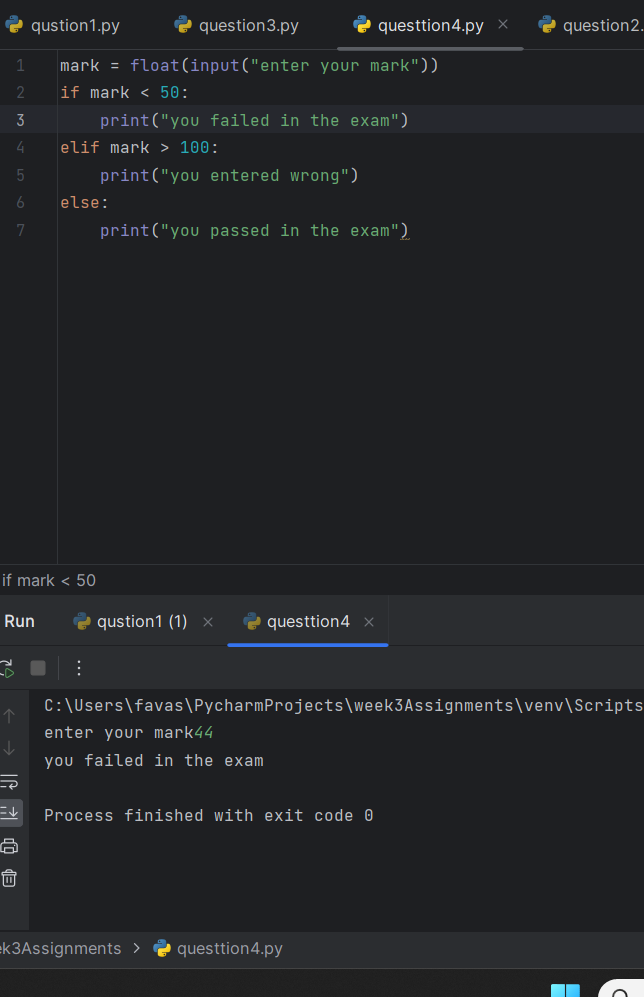 qustion1.py question3.py questtion4.py question2.
1 mark = float(input("enter your mark"))
2 if mark < 50:
3 print("you failed in the exam")
4 elif mark > 100:
5 print("you entered wrong")
6 else:
7 print("you passed in the exam")
if mark < 50
Run qustion1 (1) questtion4
C:\Users\favas\PycharmProjects\week3Assignments\venv\Scripts
enter your mark44
you failed in the exam
Process finished with exit code 0
ek3Assignments > questtion4.py